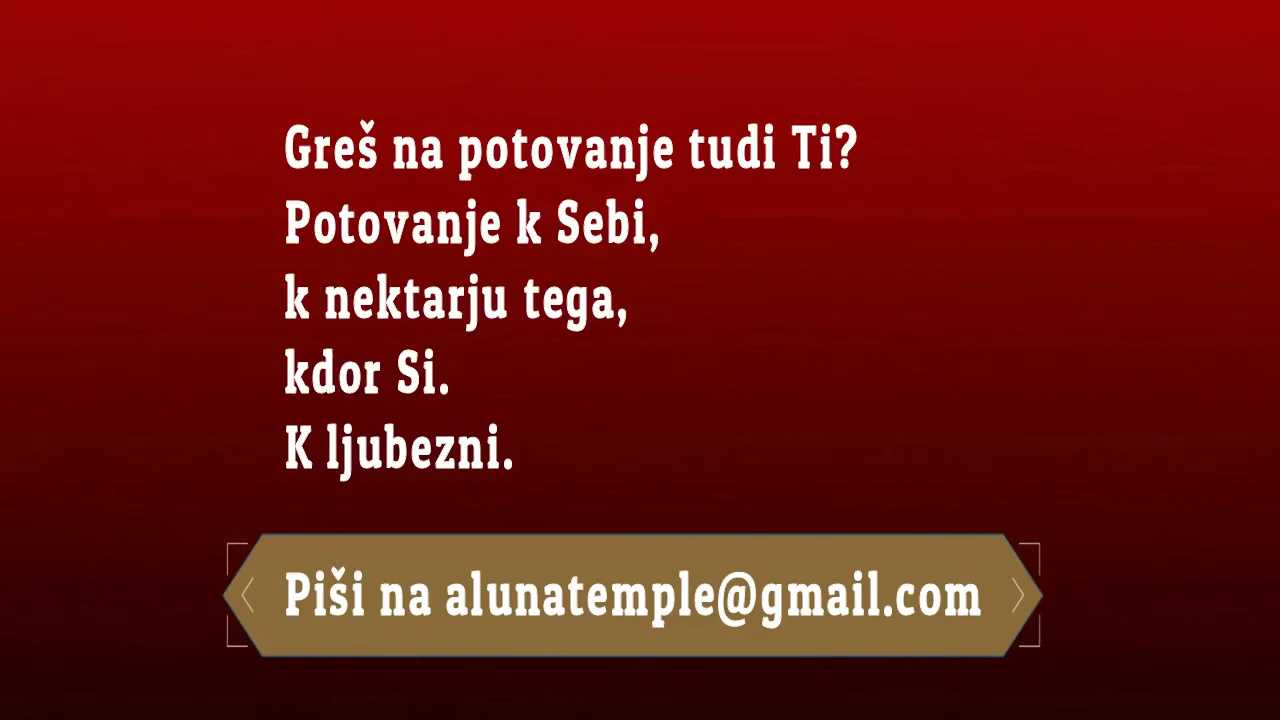 Greš na potovanje tudi Ti?
Potovanje k Sebi,
k nektarju tega,
kdor Si.
K ljubezni.
Piši na alunatemple@gmail.com